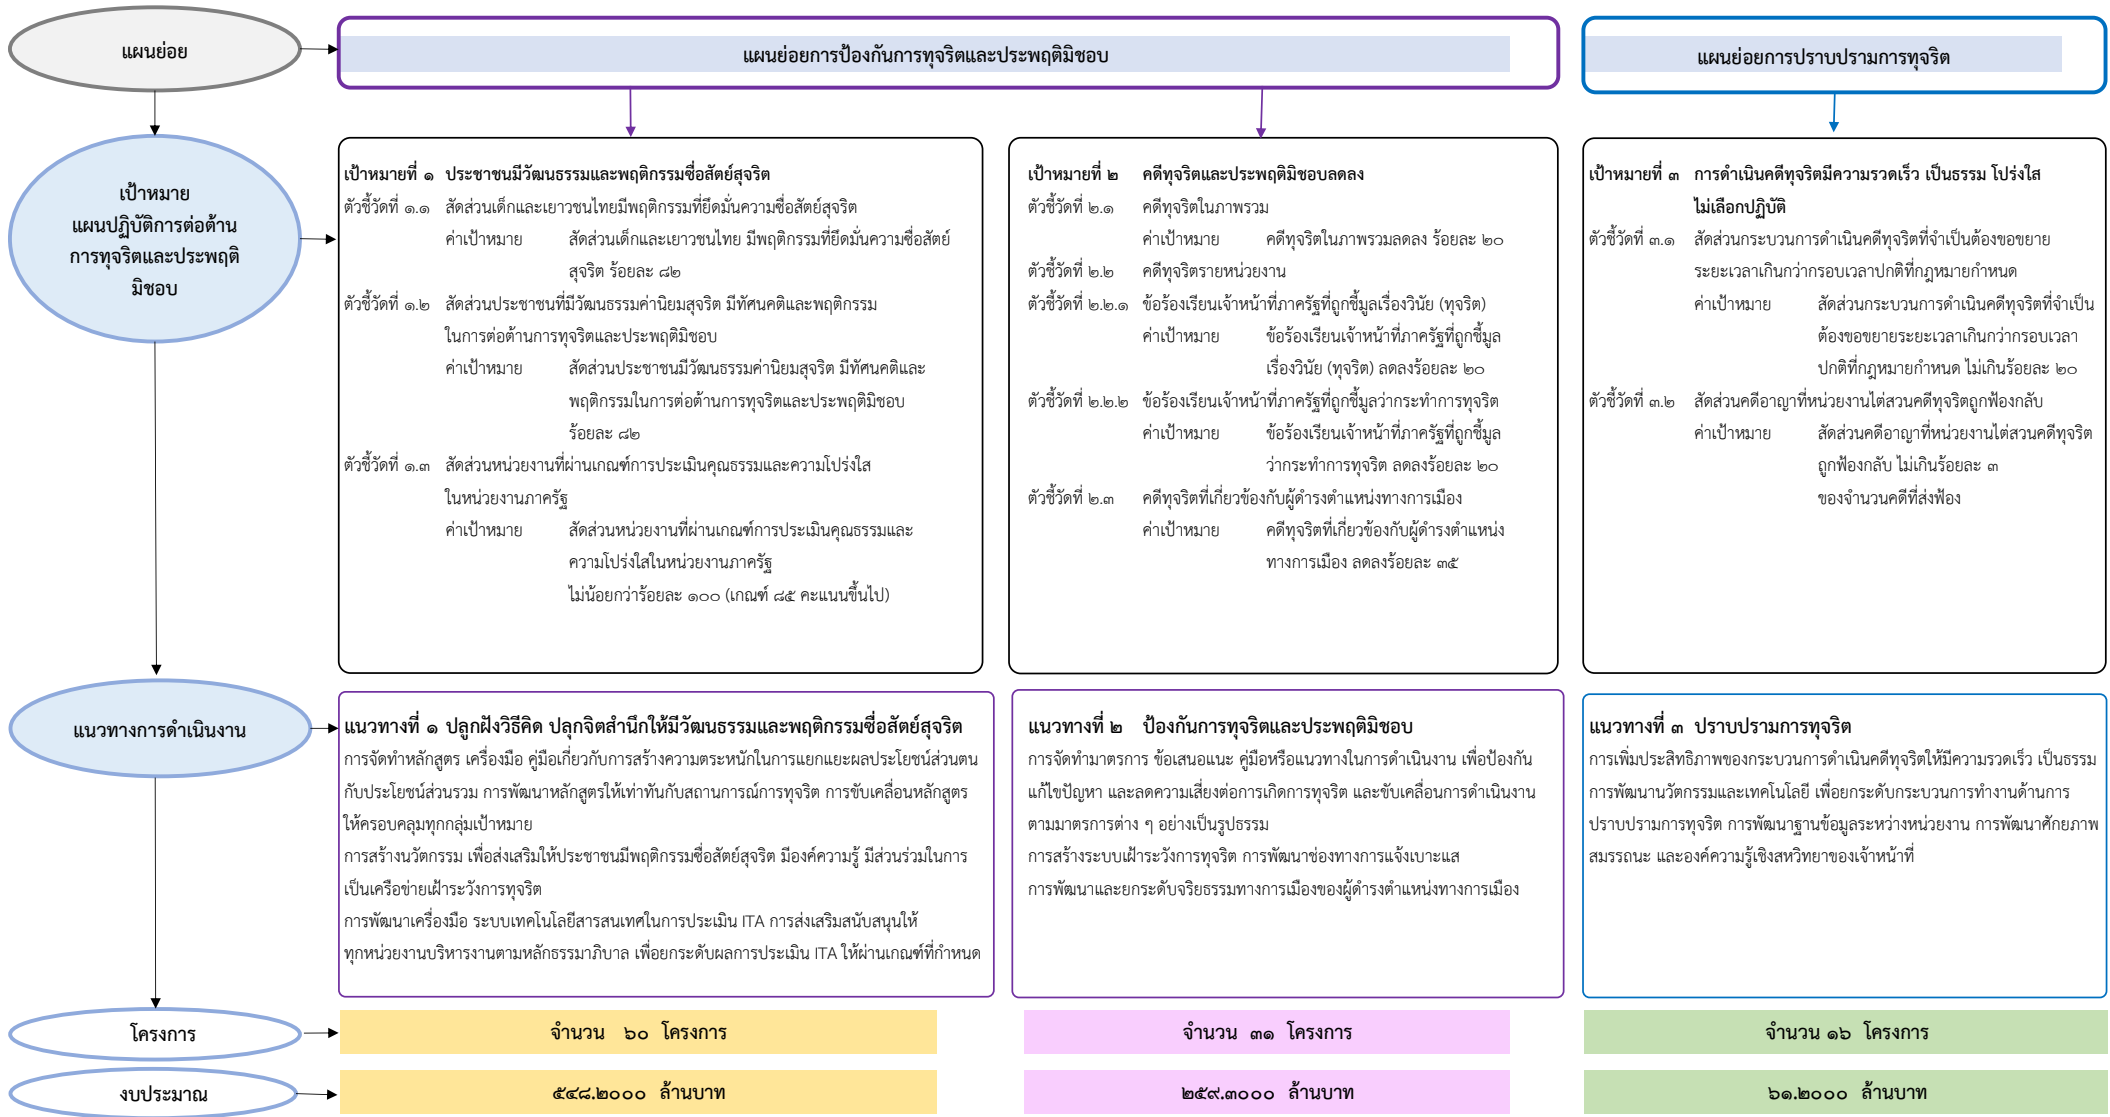 แผนย่อย
แผนย่อยการป้องกันการทุจริตและประพฤติมิชอบ
แผนย่อยการปราบปรามการทุจริต
เป้าหมาย
แผนปฏิบัติการต่อต้าน
การทุจริตและประพฤติ
มิชอบ
เป้าหมายที่ ๑ ประชาชนมีวัฒนธรรมและพฤติกรรมซื่อสัตย์สุจริต
ตัวชี้วัดที่ ๑.๑ สัดส่วนเด็กและเยาวชนไทยมีพฤติกรรมที่ยึดมั่นความซื่อสัตย์สุจริต
ค่าเป้าหมาย สัดส่วนเด็กและเยาวชนไทย มีพฤติกรรมที่ยึดมั่นความซื่อสัตย์
สุจริต ร้อยละ ๘๒
ตัวชี้วัดที่ ๑.๒ สัดส่วนประชาชนที่มีวัฒนธรรมค่านิยมสุจริต มีทัศนคติและพฤติกรรม
ในการต่อต้านการทุจริตและประพฤติมิชอบ
ค่าเป้าหมาย สัดส่วนประชาชนมีวัฒนธรรมค่านิยมสุจริต มีทัศนคติและ
พฤติกรรมในการต่อต้านการทุจริตและประพฤติมิชอบ
ร้อยละ ๘๒
ตัวชี้วัดที่ ๑.๓ สัดส่วนหน่วยงานที่ผ่านเกณฑ์การประเมินคุณธรรมและความโปร่งใส
ในหน่วยงานภาครัฐ
ค่าเป้าหมาย สัดส่วนหน่วยงานที่ผ่านเกณฑ์การประเมินคุณธรรมและ
ความโปร่งใสในหน่วยงานภาครัฐ
ไม่น้อยกว่าร้อยละ ๑๐๐ (เกณฑ์ ๘๕ คะแนนขึ้นไป)
เป้าหมายที่ ๒ คดีทุจริตและประพฤติมิชอบลดลง
ตัวชี้วัดที่ ๒.๑ คดีทุจริตในภาพรวม
ค่าเป้าหมาย คดีทุจริตในภาพรวมลดลง ร้อยละ ๒๐
ตัวชี้วัดที่ ๒.๒ คดีทุจริตรายหน่วยงาน
ตัวชี้วัดที่ ๒.๒.๑ ข้อร้องเรียนเจ้าหน้าที่ภาครัฐที่ถูกชี้มูลเรื่องวินัย (ทุจริต)
ค่าเป้าหมาย ข้อร้องเรียนเจ้าหน้าที่ภาครัฐที่ถูกชี้มูล
เรื่องวินัย (ทุจริต) ลดลงร้อยละ ๒๐
ตัวชี้วัดที่ ๒.๒.๒ ข้อร้องเรียนเจ้าหน้าที่ภาครัฐที่ถูกชี้มูลว่ากระทำการทุจริต
ค่าเป้าหมาย ข้อร้องเรียนเจ้าหน้าที่ภาครัฐที่ถูกชี้มูล
ว่ากระทำการทุจริต ลดลงร้อยละ ๒๐
ตัวชี้วัดที่ ๒.๓ คดีทุจริตที่เกี่ยวข้องกับผู้ดำรงตำแหน่งทางการเมือง
ค่าเป้าหมาย คดีทุจริตที่เกี่ยวข้องกับผู้ดำรงตำแหน่ง
ทางการเมือง ลดลงร้อยละ ๓๕
เป้าหมายที่ ๓ การดำเนินคดีทุจริตมีความรวดเร็ว เป็นธรรม โปร่งใส
ไม่เลือกปฏิบัติ
ตัวชี้วัดที่ ๓.๑ สัดส่วนกระบวนการดำเนินคดีทุจริตที่จำเป็นต้องขอขยาย
ระยะเวลาเกินกว่ากรอบเวลาปกติที่กฎหมายกำหนด
ค่าเป้าหมาย สัดส่วนกระบวนการดำเนินคดีทุจริตที่จำเป็น
ต้องขอขยายระยะเวลาเกินกว่ากรอบเวลา
ปกติที่กฎหมายกำหนด ไม่เกินร้อยละ ๒๐
ตัวชี้วัดที่ ๓.๒ สัดส่วนคดีอาญาที่หน่วยงานไต่สวนคดีทุจริตถูกฟ้องกลับ
ค่าเป้าหมาย สัดส่วนคดีอาญาที่หน่วยงานไต่สวนคดีทุจริต
ถูกฟ้องกลับ ไม่เกินร้อยละ ๓
ของจำนวนคดีที่ส่งฟ้อง
แนวทางการดำเนินงาน
แนวทางที่ ๑ ปลูกฝังวิธีคิด ปลุกจิตสำนึกให้มีวัฒนธรรมและพฤติกรรมซื่อสัตย์สุจริต
การจัดทำหลักสูตร เครื่องมือ คู่มือเกี่ยวกับการสร้างความตระหนักในการแยกแยะผลประโยชน์ส่วนตน
กับประโยชน์ส่วนรวม การพัฒนาหลักสูตรให้เท่าทันกับสถานการณ์การทุจริต การขับเคลื่อนหลักสูตร
ให้ครอบคลุมทุกกลุ่มเป้าหมาย
การสร้างนวัตกรรม เพื่อส่งเสริมให้ประชาชนมีพฤติกรรมซื่อสัตย์สุจริต มีองค์ความรู้ มีส่วนร่วมในการ
เป็นเครือข่ายเฝ้าระวังการทุจริต
การพัฒนาเครื่องมือ ระบบเทคโนโลยีสารสนเทศในการประเมิน ITA การส่งเสริมสนับสนุนให้
ทุกหน่วยงานบริหารงานตามหลักธรรมาภิบาล เพื่อยกระดับผลการประเมิน ITA ให้ผ่านเกณฑ์ที่กำหนด
แนวทางที่ ๒ ป้องกันการทุจริตและประพฤติมิชอบ
การจัดทำมาตรการ ข้อเสนอแนะ คู่มือหรือแนวทางในการดำเนินงาน เพื่อป้องกัน
แก้ไขปัญหา และลดความเสี่ยงต่อการเกิดการทุจริต และขับเคลื่อนการดำเนินงาน
ตามมาตรการต่าง ๆ อย่างเป็นรูปธรรม
การสร้างระบบเฝ้าระวังการทุจริต การพัฒนาช่องทางการแจ้งเบาะแส
การพัฒนาและยกระดับจริยธรรมทางการเมืองของผู้ดำรงตำแหน่งทางการเมือง
แนวทางที่ ๓ ปราบปรามการทุจริต
การเพิ่มประสิทธิภาพของกระบวนการดำเนินคดีทุจริตให้มีความรวดเร็ว เป็นธรรม
การพัฒนานวัตกรรมและเทคโนโลยี เพื่อยกระดับกระบวนการทำงานด้านการ
ปราบปรามการทุจริต การพัฒนาฐานข้อมูลระหว่างหน่วยงาน การพัฒนาศักยภาพ
สมรรถนะ และองค์ความรู้เชิงสหวิทยาของเจ้าหน้าที่
โครงการ
จำนวน ๖๐ โครงการ
จำนวน ๓๑ โครงการ
จำนวน ๑๖ โครงการ
งบประมาณ
๕๔๘.๒๐๐๐ ล้านบาท
๒๕๙.๓๐๐๐ ล้านบาท
๖๑.๒๐๐๐ ล้านบาท